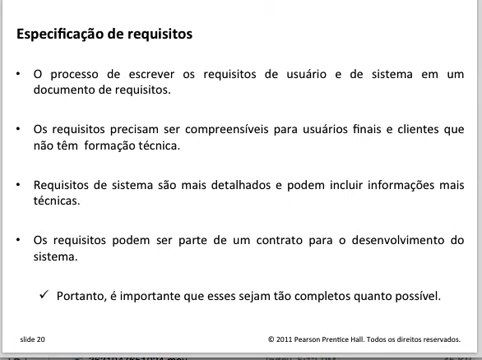 Especificação de requisitos
• O processo de escrever os requisitos de usuário e de sistema em um
documento de requisitos.
• Os requisitos precisam ser compreensíveis para usuários finais e clientes que
não têm formação técnica.
• Requisitos de sistema são mais detalhados e podem incluir informações mais
técnicas.
• Os requisitos podem ser parte de um contrato para o desenvolvimento do
sistema.
✓ Portanto, é importante que esses sejam tão completos quanto possível.
slide 20 © 2011 Pearson Prentice Hall. Todos os direitos reservados.